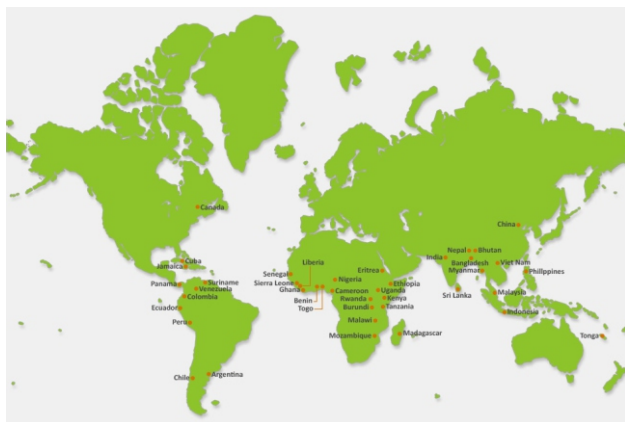 Canada
China
Cuba
Jamaica
Liberia
Nepal
Bhutan
India
Bangladesh
Viet Nam
Myanmar
Philppines
Senegal
Eritrea
Panama
Suriname
Venezuela
Sierra Leone
Nigeria
Ethiopia
Colombia
Ghana
Cameroon
Uganda
Sri Lanka
Malaysia
Benin
Rwanda
Kenya
Ecuador
Togo
Burundi
Tanzania
Indonesia
Peru
Malawi
Mozombique
Madagascar
Tonga
Chile
Argentina